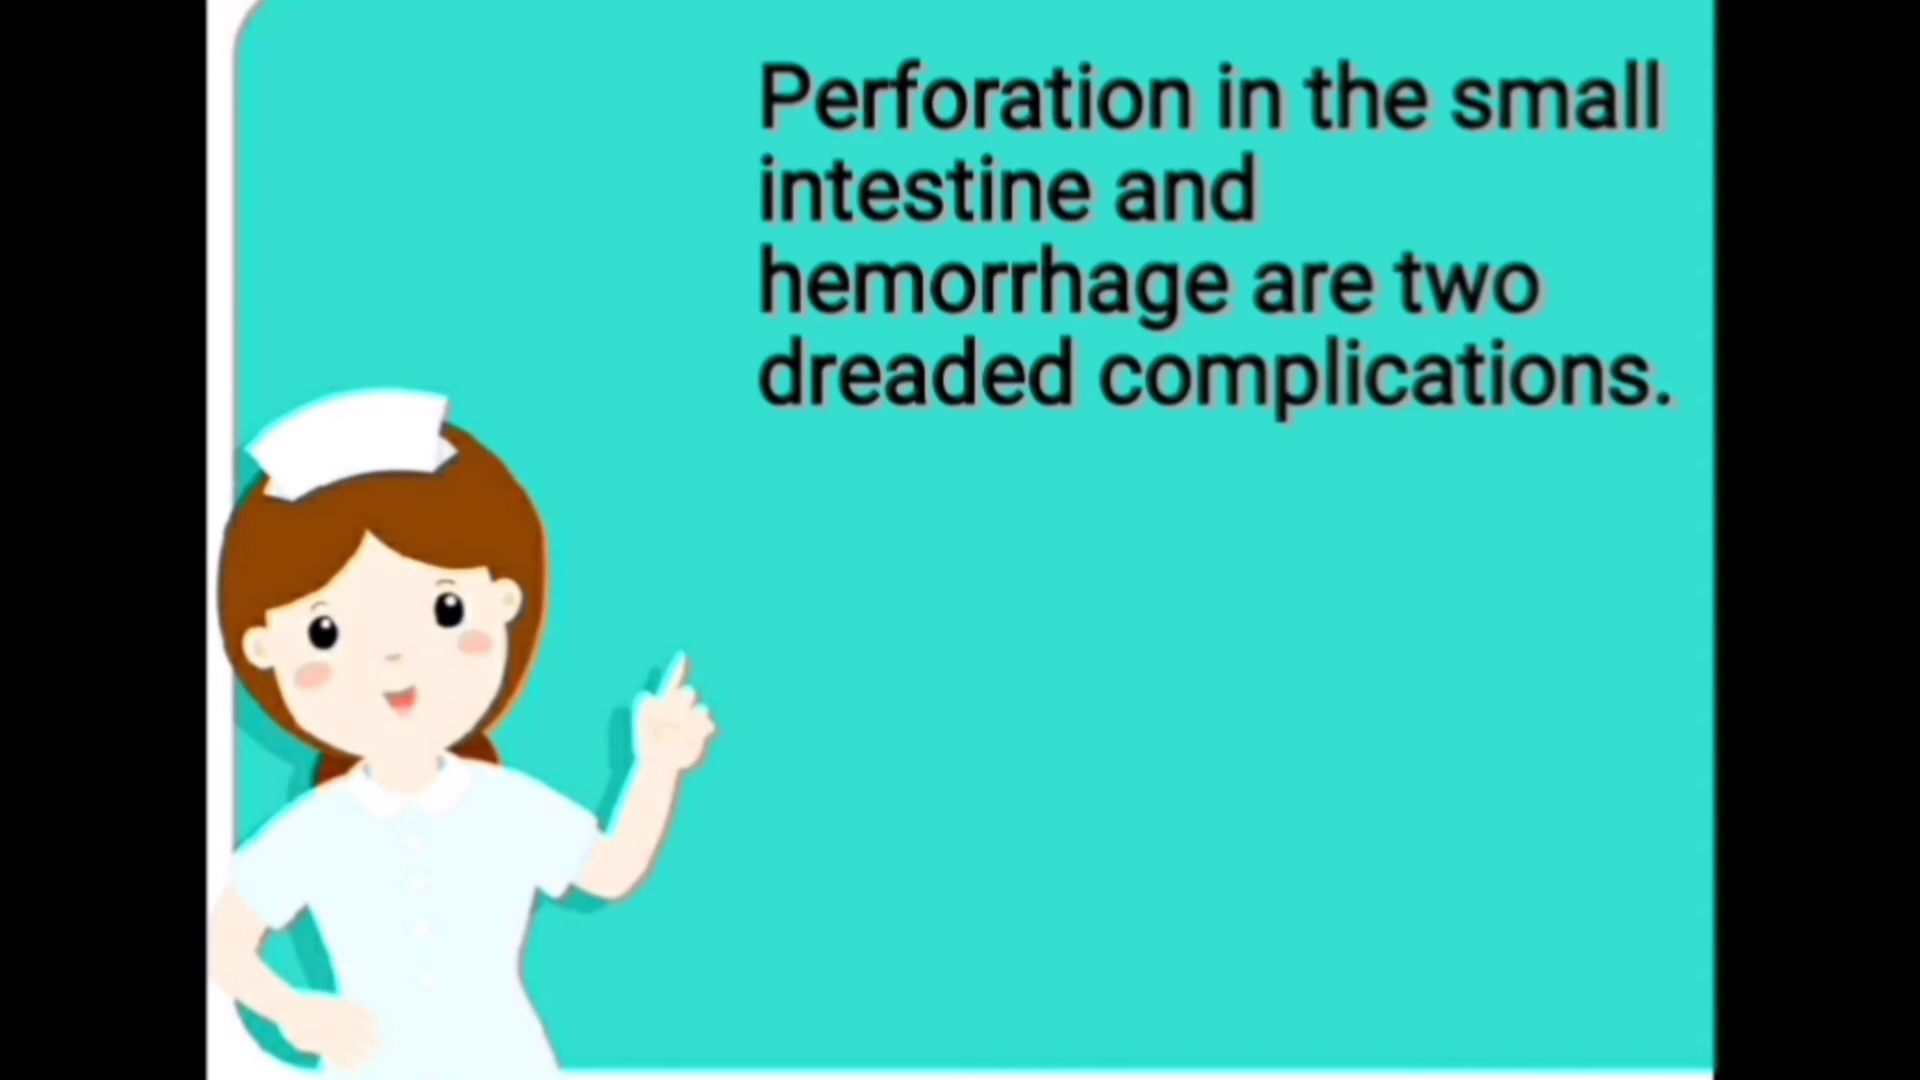 Perforation in the small
intestine and
hemorrhage are two
dreaded complications.